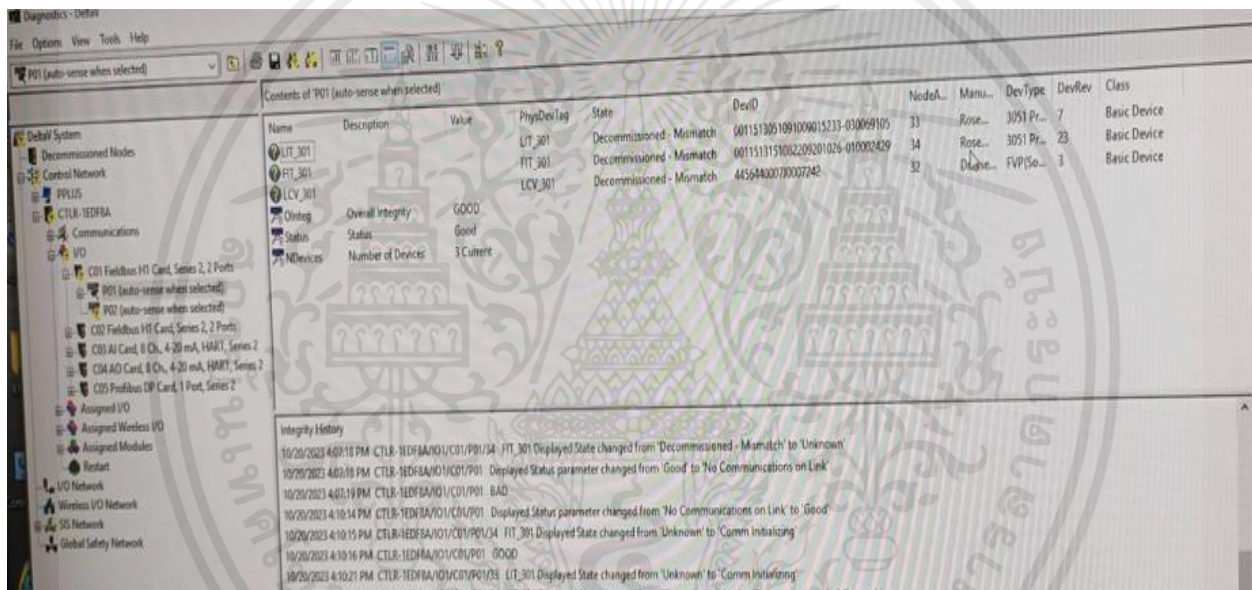 Diagnostics - DeltaV
File Options View Tools Help
P01 (auto-sense when selected)
Contents of 'P01 (auto-sense when selected)'
DeltaV System
Decommissioned Nodes
Control Network
PPLUS
CTLR-1EDF8A
Communications
I/O
C01 Fieldbus H1 Card, Series 2, 2 Ports
P01 (auto-sense when selected)
P02 (auto-sense when selected)
C02 Fieldbus H1 Card, Series 2, 2 Ports
C03 AI Card, 8 Ch., 4-20 mA, HART, Series 2
C04 AO Card, 8 Ch., 4-20 mA, HART, Series 2
C05 Profibus DP Card, 1 Port, Series 2
Assigned I/O
Assigned Wireless I/O
Assigned Modules
Restart
I/O Network
Wireless I/O Network
SIS Network
Global Safety Network
Name Description Value PhysDevTag State DevID NodeA... Manu... DevType DevRev Class
LIT_301 LIT_301 Decommissioned - Mismatch 0011513051091009015233-030069105 33 Rose... 3051 Pr... 7 Basic Device
FIT_301 FIT_301 Decommissioned - Mismatch 0011513151082209201026-010002429 34 Rose... 3051 Pr... 23 Basic Device
LCV_301 LCV_301 Decommissioned - Mismatch 32 FVP(So... 3 Basic Device
OInteg Overall Integrity GOOD
Status Status Good
NDevices Number of Devices 3 Current
Integrity History
10/20/2023 4:07:18 PM CTLR-1EDF8A/IO1/C01/P01/34 FIT_301 Displayed State changed from 'Decommissioned - Mismatch' to 'Unknown'
10/20/2023 4:07:18 PM CTLR-1EDF8A/IO1/C01/P01 Displayed Status parameter changed from 'Good' to 'No Communications on Link'
10/20/2023 4:07:19 PM CTLR-1EDF8A/IO1/C01/P01 BAD
10/20/2023 4:10:14 PM CTLR-1EDF8A/IO1/C01/P01 Displayed Status parameter changed from 'No Communications on Link' to 'Good'
10/20/2023 4:10:15 PM CTLR-1EDF8A/IO1/C01/P01/34 FIT_301 Displayed State changed from 'Unknown' to 'Comm Initializing'
10/20/2023 4:10:16 PM CTLR-1EDF8A/IO1/C01/P01 GOOD
10/20/2023 4:10:21 PM CTLR-1EDF8A/IO1/C01/P01/33 LIT_301 Displayed State changed from 'Unknown' to 'Comm Initializing'